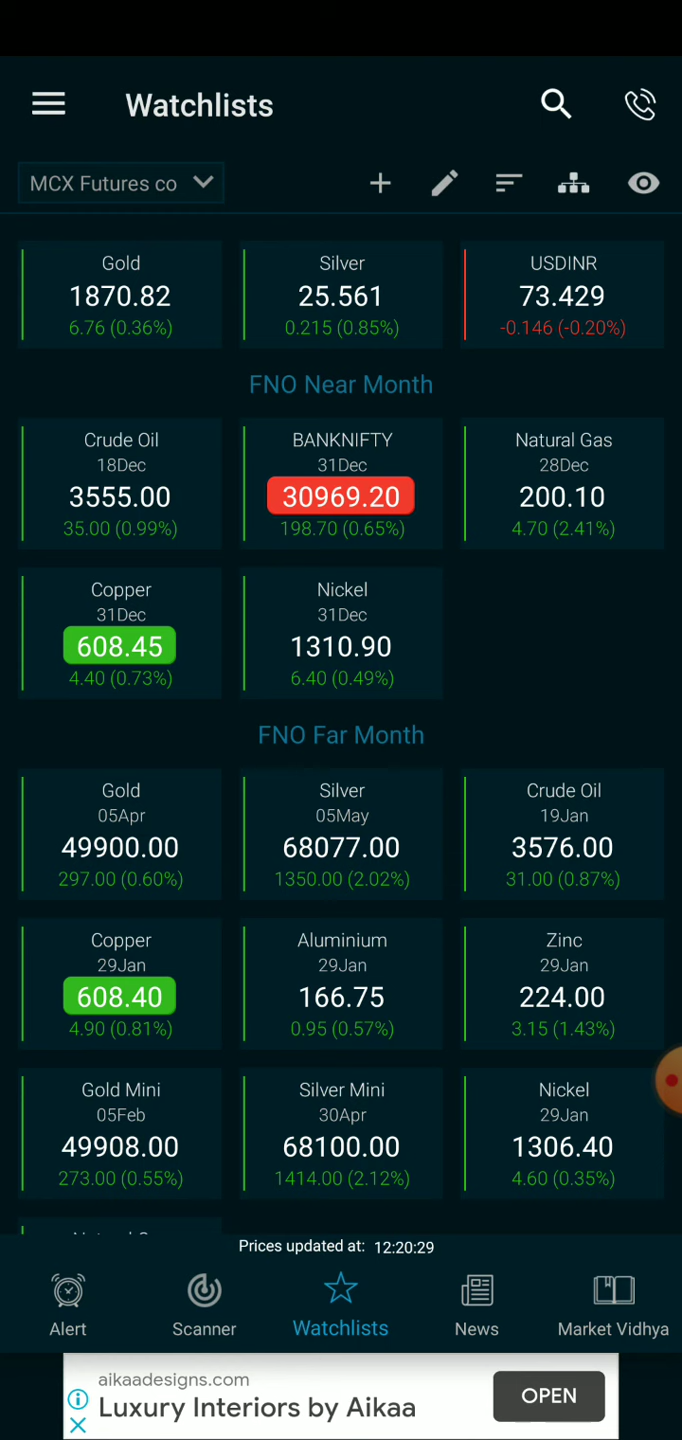 Watchlists
MCX Futures co
Gold Silver USDINR
1870.82 25.561 73.429
6.76 (0.36%) 0.215 (0.85%) -0.146 (-0.20%)
FNO Near Month
Crude Oil BANKNIFTY Natural Gas
18Dec 31Dec 28Dec
3555.00 30969.20 200.10
35.00 (0.99%) 198.70 (0.65%) 4.70 (2.41%)
Copper Nickel
31Dec 31Dec
608.45 1310.90
4.40 (0.73%) 6.40 (0.49%)
FNO Far Month
Gold Silver Crude Oil
05Apr 05May 19Jan
49900.00 68077.00 3576.00
297.00 (0.60%) 1350.00 (2.02%) 31.00 (0.87%)
Copper Aluminium Zinc
29Jan 29Jan 29Jan
608.40 166.75 224.00
4.90 (0.81%) 0.95 (0.57%) 3.15 (1.43%)
Gold Mini Silver Mini Nickel
05Feb 30Apr 29Jan
49908.00 68100.00 1306.40
273.00 (0.55%) 1414.00 (2.12%) 4.60 (0.35%)
Prices updated at: 12:20:29
Alert Scanner Watchlists News Market Vidhya
aikaadesigns.com
Luxury Interiors by Aikaa OPEN